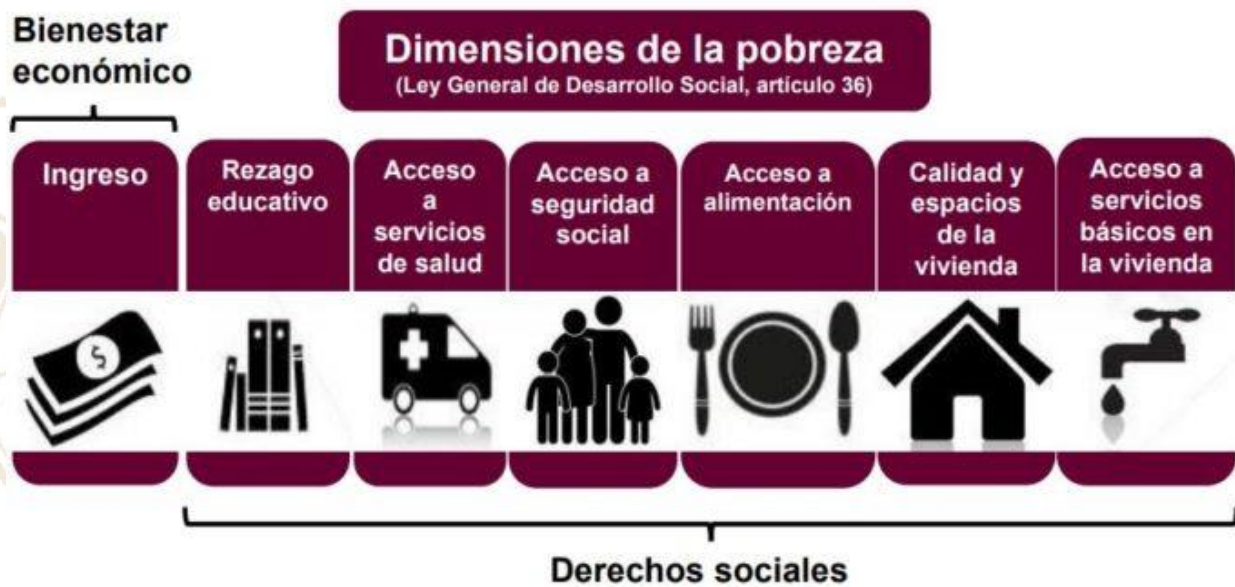 Bienestar
económico
Dimensiones de la pobreza
(Ley General de Desarrollo Social, artículo 36)
Ingreso
Rezago
educativo
Acceso
a
servicios
de salud
Acceso a
seguridad
social
Acceso a
alimentación
Calidad y
espacios
de la
vivienda
Acceso a
servicios
básicos en
la vivienda
Derechos sociales